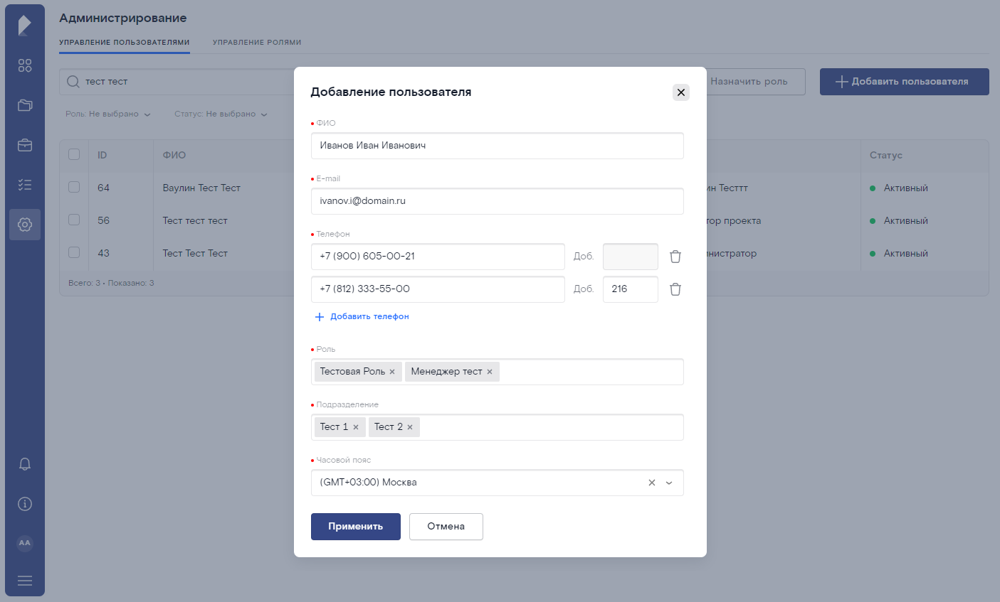 Администрирование
УПРАВЛЕНИЕ ПОЛЬЗОВАТЕЛЯМИ УПРАВЛЕНИЕ РОЛЯМИ
тест тест Назначить роль Добавить пользователя
Роль: Не выбрано Статус: Не выбрано
ID ФИО Статус
64 Ваулин Тест Тест ин Тесттт Активный
56 Тест тест тест тор проекта Активный
43 Тест Тест Тест инистратор Активный
Всего: 3 • Показано: 3
AA
Добавление пользователя
ФИО
Иванов Иван Иванович
E-mail
ivanov.i@domain.ru
Телефон
+7 (900) 605-00-21 Доб.
+7 (812) 333-55-00 Доб. 216
Добавить телефон
Роль
Тестовая Роль × Менеджер тест ×
Подразделение
Тест 1 × Тест 2 ×
Часовой пояс
(GMT+03:00) Москва
Применить Отмена